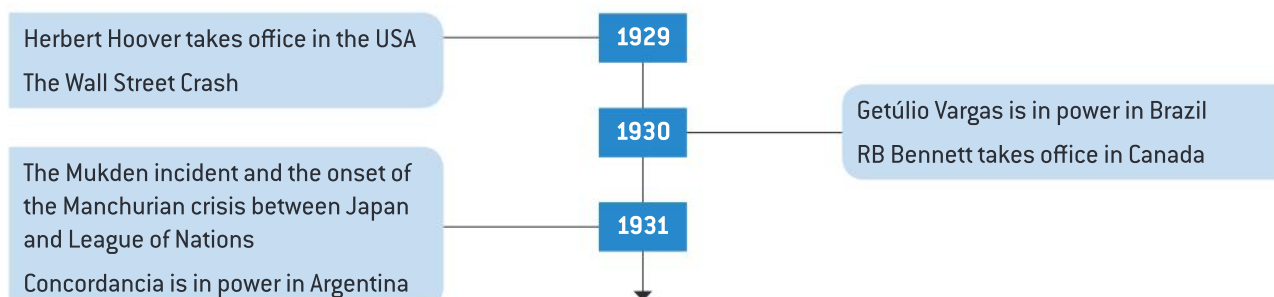 Herbert Hoover takes office in the USA
The Wall Street Crash
1929
1930
Getúlio Vargas is in power in Brazil
RB Bennett takes office in Canada
The Mukden incident and the onset of
the Manchurian crisis between Japan
and League of Nations
Concordancia is in power in Argentina
1931